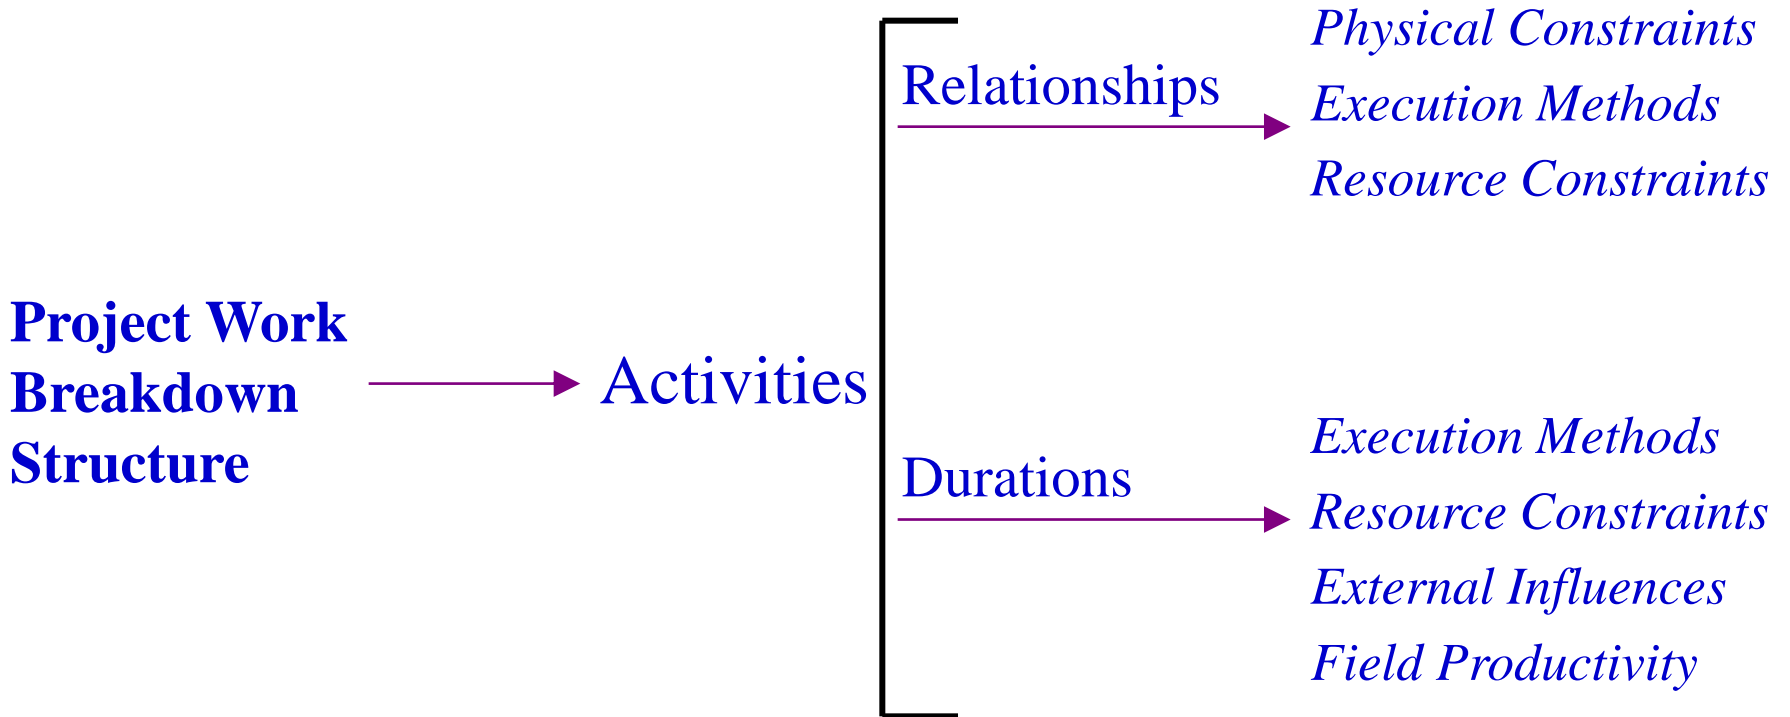 Project Work
Breakdown
Structure
Activities
Relationships
Physical Constraints
Execution Methods
Resource Constraints
Durations
Execution Methods
Resource Constraints
External Influences
Field Productivity